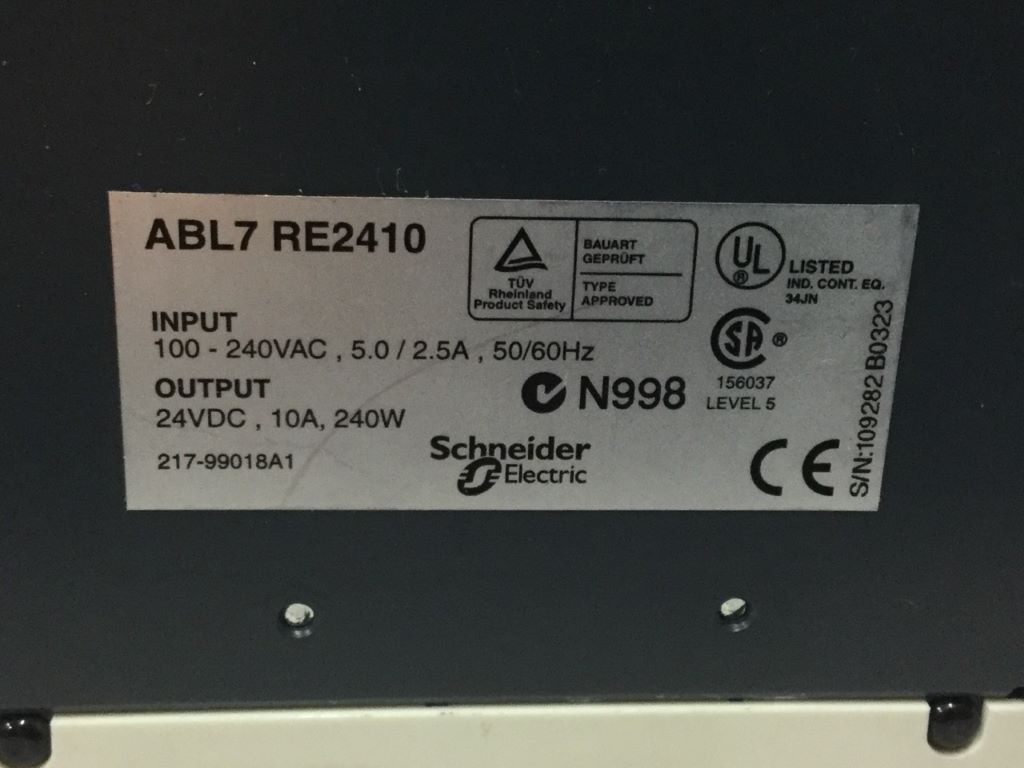 ABL7 RE2410
INPUT
100 - 240VAC , 5.0 / 2.5A , 50/60Hz
OUTPUT
24VDC , 10A, 240W
217-99018A1
TÜV
Rheinland
Product Safety
BAUART
GEPRÜFT
TYPE
APPROVED
N998
Schneider
Electric
UL
®
LISTED
IND. CONT. EQ.
34JN
SA ®
156037
LEVEL 5
CE
S/N:109282 B0323